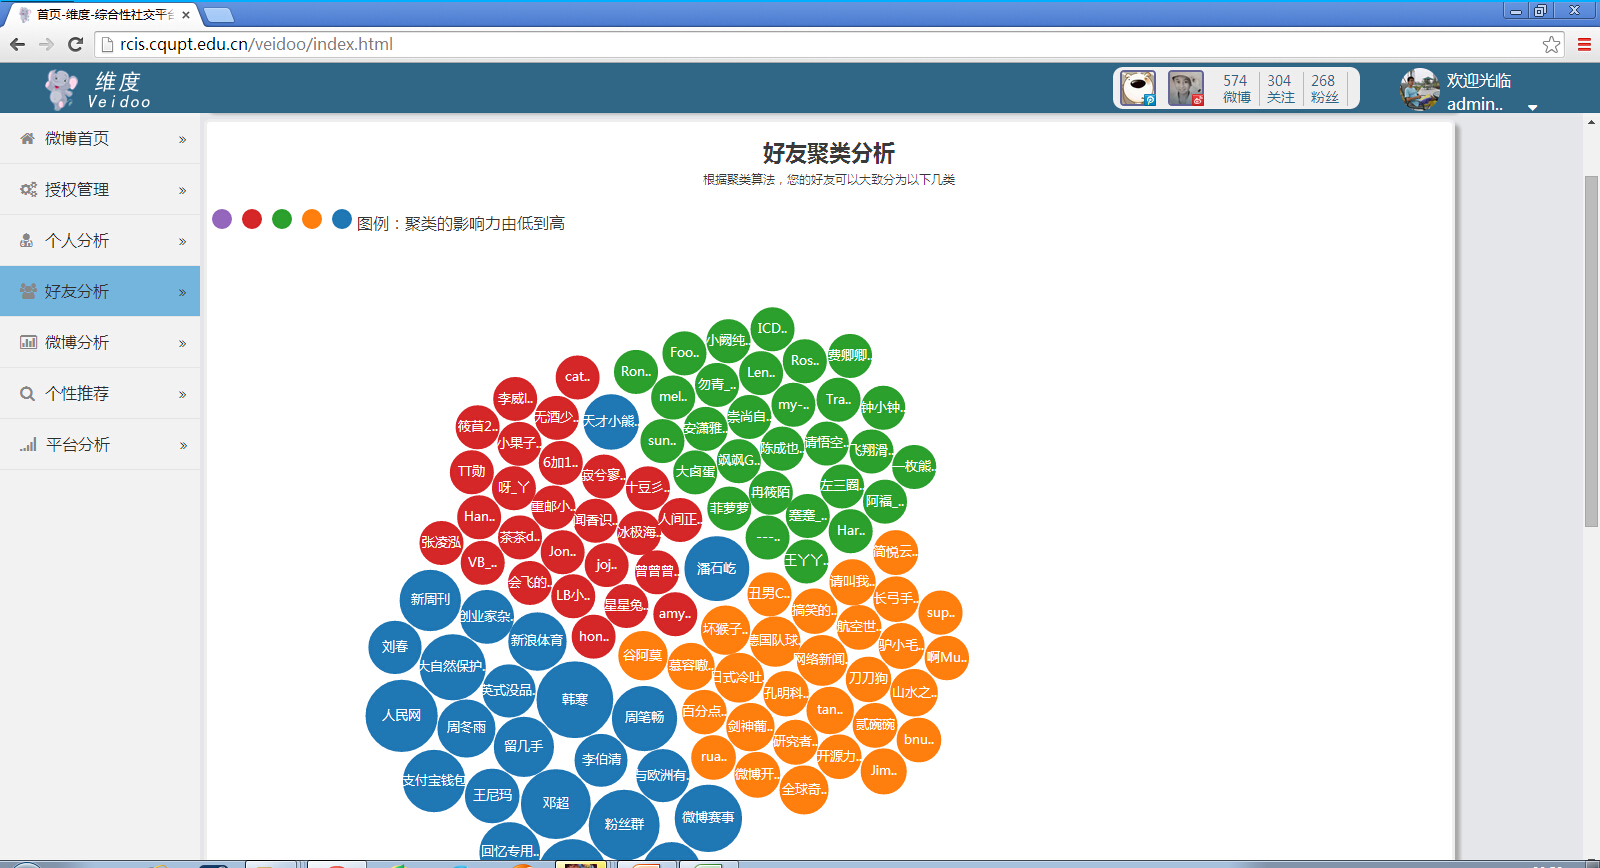 首页-维度-综合性社交平台
rcis.cqupt.edu.cn/veidoo/index.html
维度
Veidoo
574 304 268
微博 关注 粉丝
欢迎光临
admin..
微博首页 »
授权管理 »
个人分析 »
好友分析 »
微博分析 »
个性推荐 »
平台分析 »
好友聚类分析
根据聚类算法，您的好友可以大致分为以下几类
图例：聚类的影响力由低到高
ICD..
小阙纯..
Foo..
Ros..
费卿卿..
Ron..
Len..
cat..
勿青_..
mel..
李威l..
my-..
Tra..
钟小钟..
无酒少..
天才小熊..
崇尚自..
筱苜2..
安潇雅..
小果子..
sun..
陈成也..
请悟空..
飞翔滑..
6加1..
飒飒G..
一枚熊..
TT勋
寂兮寥..
大卤蛋
呀_丫
十豆彡..
左三圈..
冉筱陌
阿福_..
重邮小..
菲萝萝
Han..
闻香识..
人间正..
蹇蹇_..
冰极海..
Har..
茶茶d..
---..
张凌泓
Jon..
简悦云..
VB_..
王丫丫..
joj..
曾曾曾..
潘石屹
会飞的..
请叫我..
LB小..
丑男C..
新周刊
长弓手..
星星兔..
搞笑的..
amy..
sup..
创业家杂..
坏猴子..
航空世..
hon..
新浪体育
德国队球..
刘春
驴小毛..
谷阿莫
啊Mu..
网络新闻..
大自然保护..
慕容嗷..
日式冷吐..
刀刀狗
英式没品..
孔明科..
山水之..
韩寒
tan..
百分点..
人民网
周笔畅
贰碗碗
周冬雨
剑神葡..
bnu..
研究者..
留几手
rua..
开源力..
李伯清
Jim..
与欧洲有..
微博开..
支付宝钱包
全球奇..
王尼玛
邓超
微博赛事
粉丝群
回忆专用..